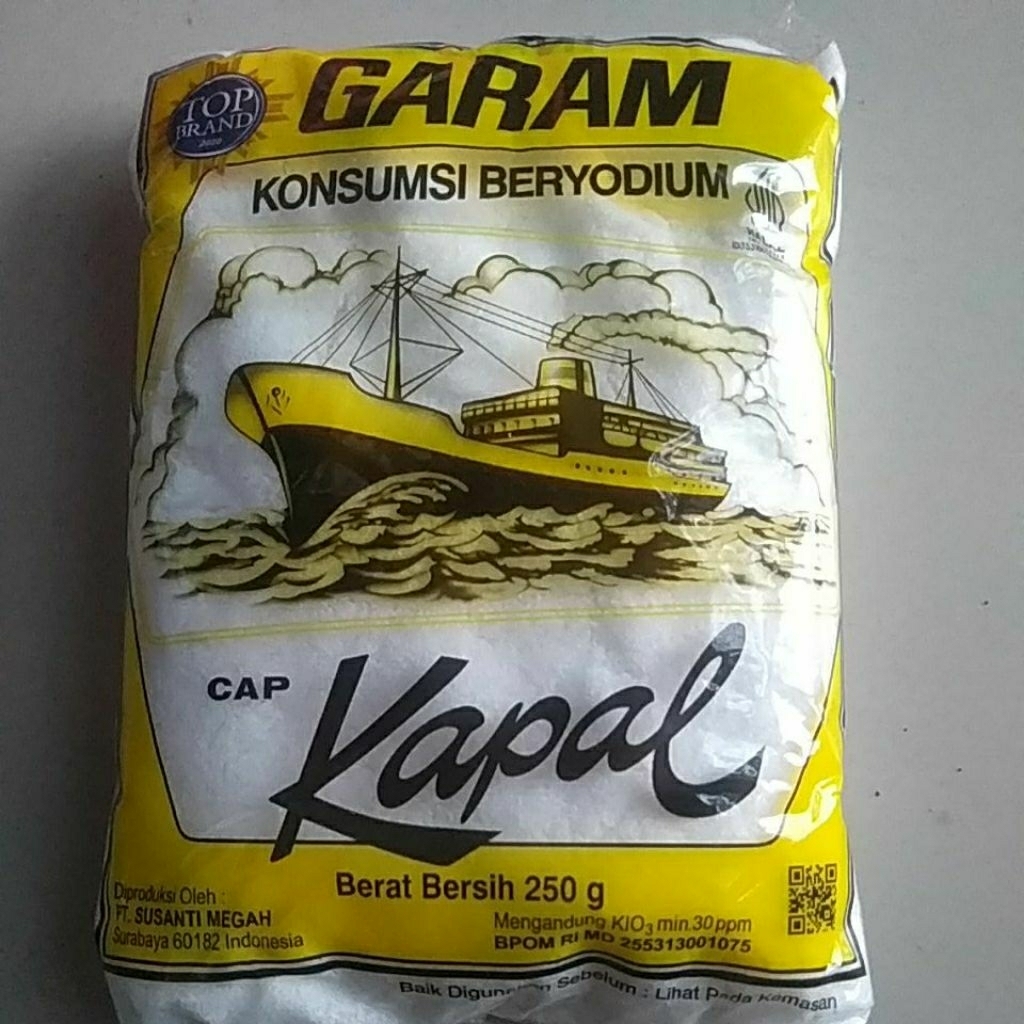 TOP
BRAND
2020
GARAM
KONSUMSI BERYODIUM
CAP
Kapal
Berat Bersih 250 g
Diproduksi Oleh :
PT. SUSANTI MEGAH
Surabaya 60182 Indonesia
Mengandung KIO₃ min.30 ppm
BPOM RI MD 255313001075
Baik Digunakan Sebelum : Lihat Pada Kemasan